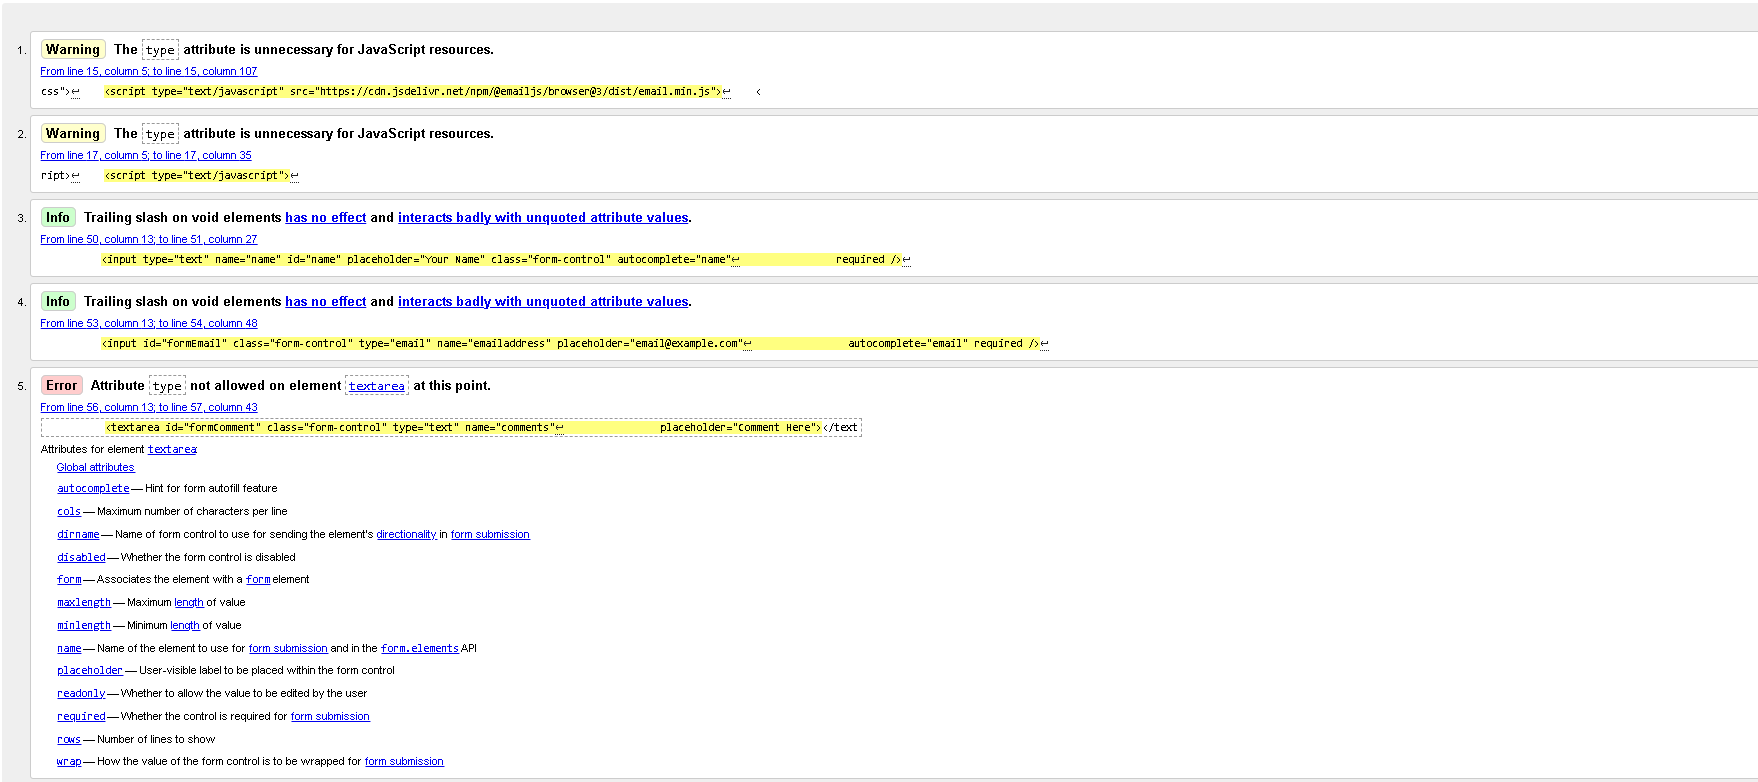 1. Warning The type attribute is unnecessary for JavaScript resources.
From line 15, column 5; to line 15, column 107
css">↩    <script type="text/javascript" src="https://cdn.jsdelivr.net/npm/@emailjs/browser@3/dist/email.min.js">↩    <
2. Warning The type attribute is unnecessary for JavaScript resources.
From line 17, column 5; to line 17, column 35
ript>↩    <script type="text/javascript">↩
3. Info Trailing slash on void elements has no effect and interacts badly with unquoted attribute values.
From line 50, column 13; to line 51, column 27
<input type="text" name="name" id="name" placeholder="Your Name" class="form-control" autocomplete="name"↩                required />↩
4. Info Trailing slash on void elements has no effect and interacts badly with unquoted attribute values.
From line 53, column 13; to line 54, column 48
<input id="formEmail" class="form-control" type="email" name="emailaddress" placeholder="email@example.com"↩                autocomplete="email" required />↩
5. Error Attribute type not allowed on element textarea at this point.
From line 56, column 13; to line 57, column 43
<textarea id="formComment" class="form-control" type="text" name="comments"↩                placeholder="Comment Here"></text
Attributes for element textarea:
Global attributes
autocomplete — Hint for form autofill feature
cols — Maximum number of characters per line
dirname — Name of form control to use for sending the element's directionality in form submission
disabled — Whether the form control is disabled
form — Associates the element with a form element
maxlength — Maximum length of value
minlength — Minimum length of value
name — Name of the element to use for form submission and in the form.elements API
placeholder — User-visible label to be placed within the form control
readonly — Whether to allow the value to be edited by the user
required — Whether the control is required for form submission
rows — Number of lines to show
wrap — How the value of the form control is to be wrapped for form submission